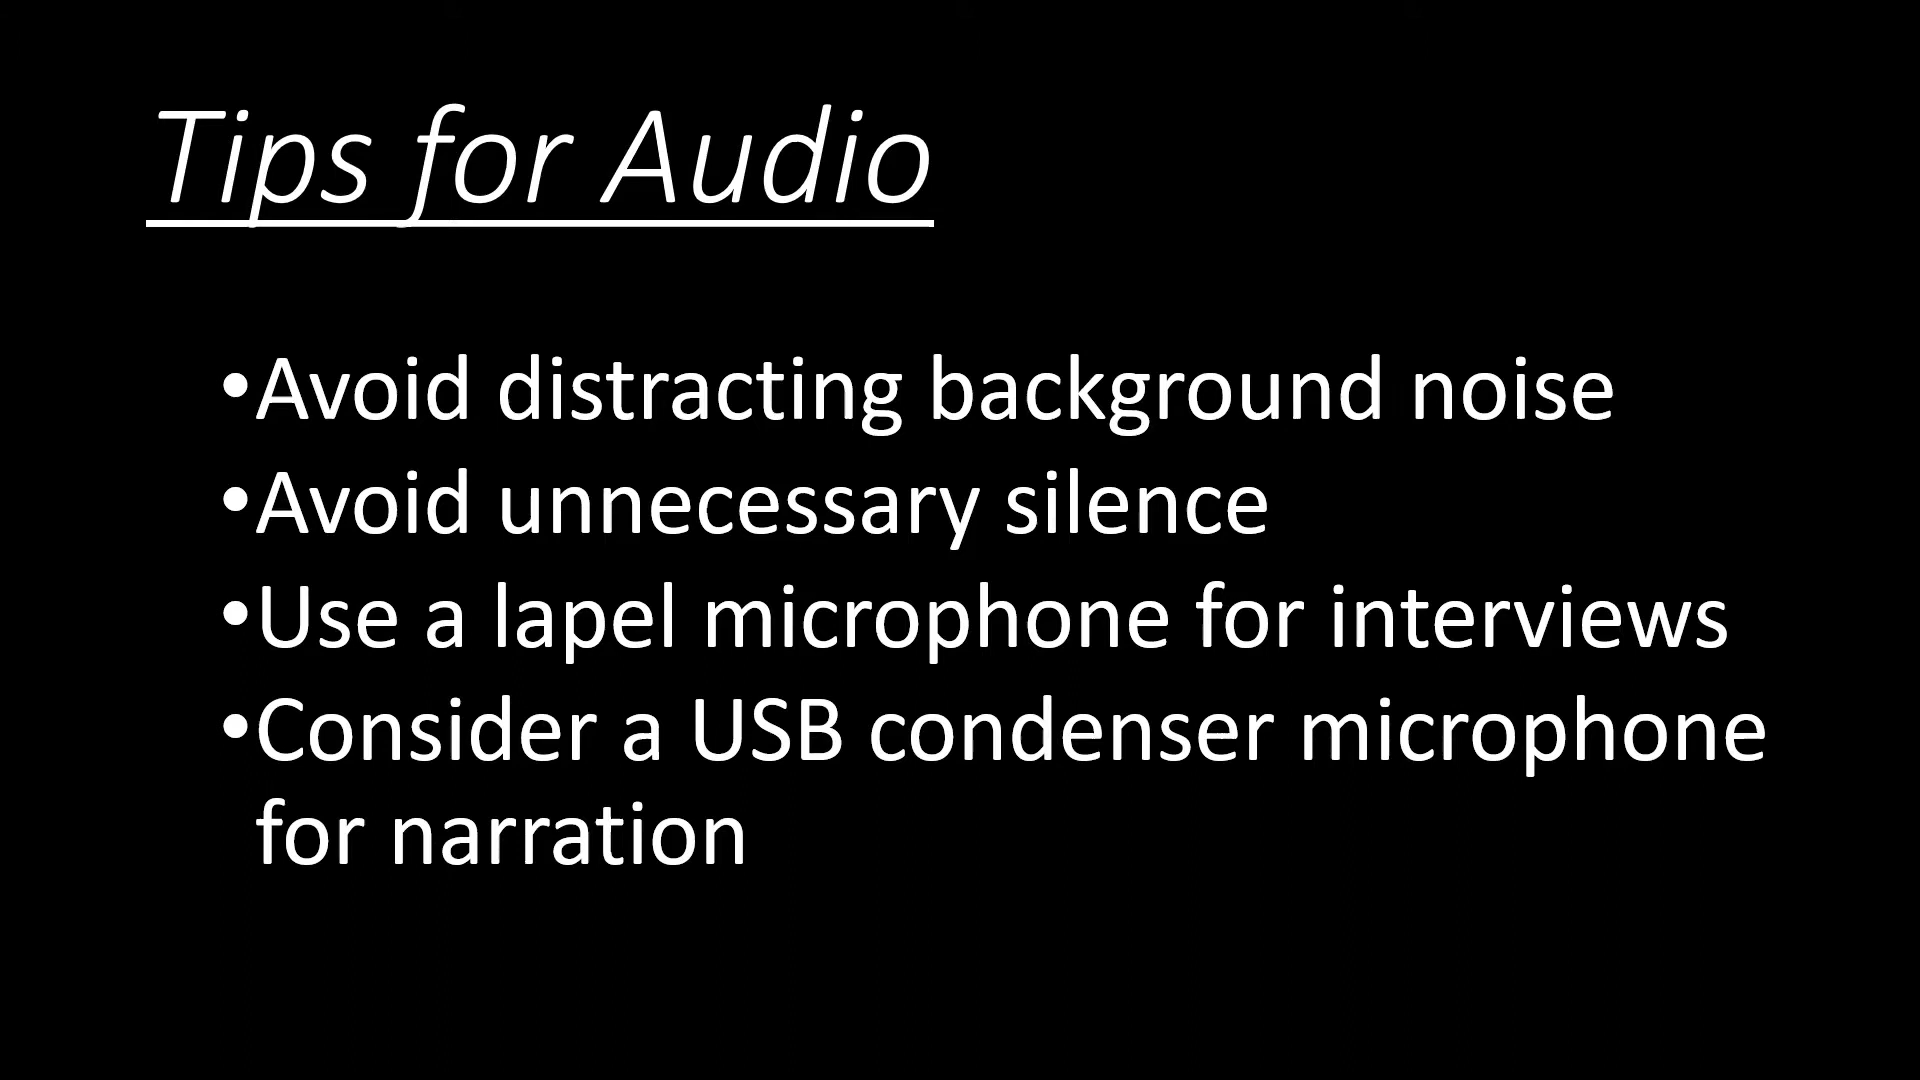 Tips for Audio
•Avoid distracting background noise
•Avoid unnecessary silence
•Use a lapel microphone for interviews
•Consider a USB condenser microphone
for narration